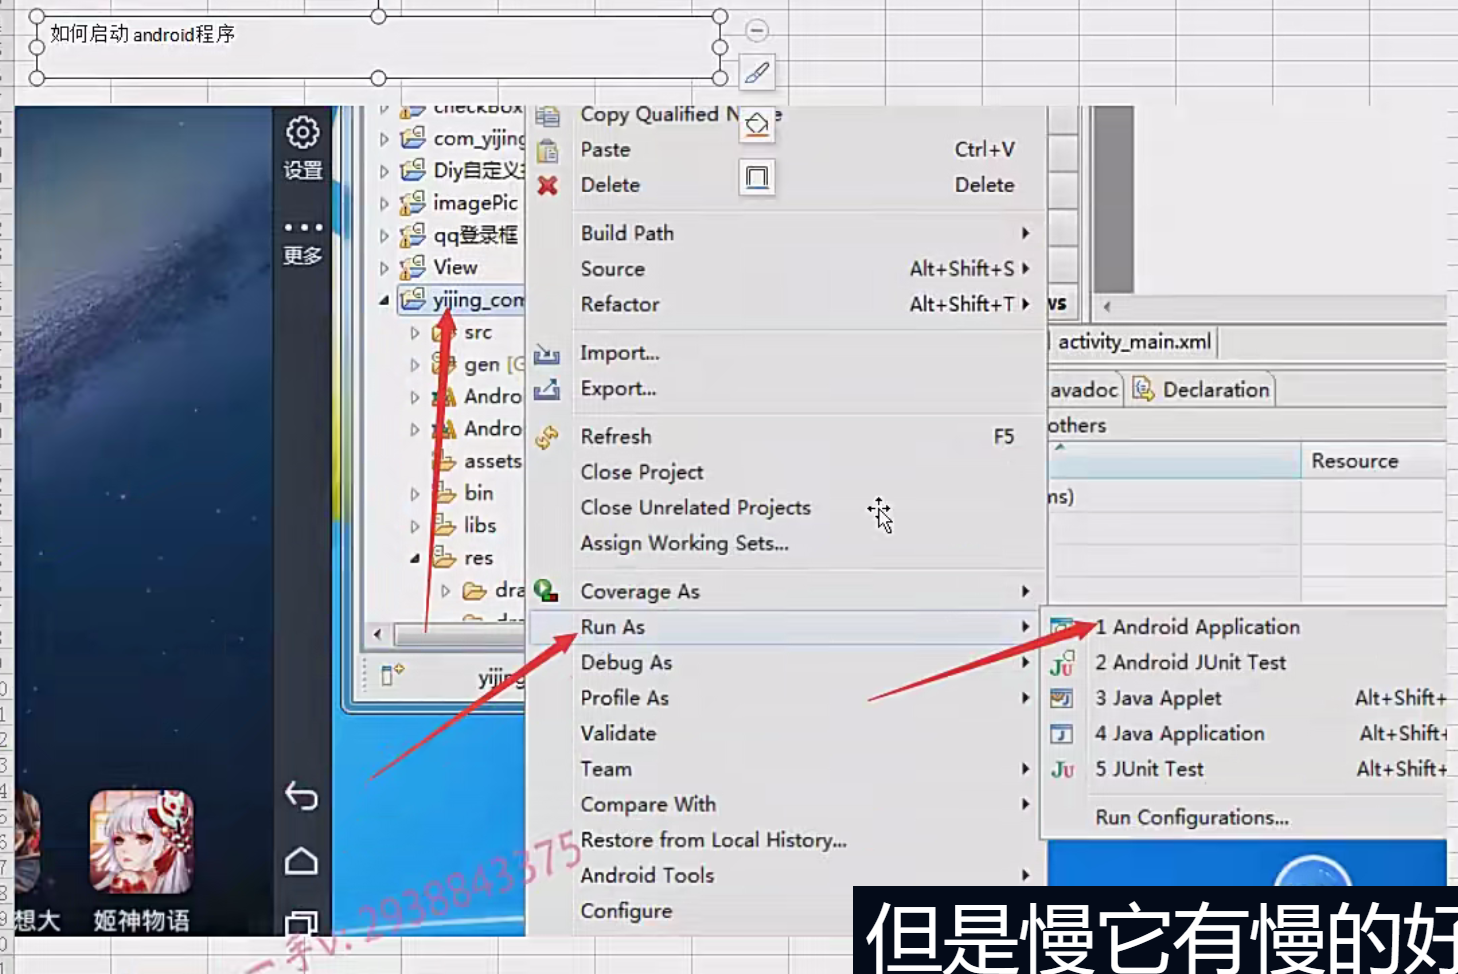 如何启动 android程序
设置
更多
想大
姬神物语
checkBox
com_yijing
Diy自定义
imagePic
qq登录框
View
yijing_com
src
gen [G
Andro
Andro
assets
bin
libs
res
dra
yijing
Copy Qualified N e
Paste Ctrl+V
Delete Delete
Build Path
Source Alt+Shift+S
Refactor Alt+Shift+T
Import...
Export...
Refresh F5
Close Project
Close Unrelated Projects
Assign Working Sets...
Coverage As
Run As
Debug As
Profile As
Validate
Team
Compare With
Restore from Local History...
Android Tools
Configure
ws
activity_main.xml
avadoc Declaration
others
Resource
ns)
1 Android Application
2 Android JUnit Test
3 Java Applet Alt+Shift+
4 Java Application Alt+Shift+
5 JUnit Test Alt+Shift+
Run Configurations...
手v: 2938843375
但是慢它有慢的好